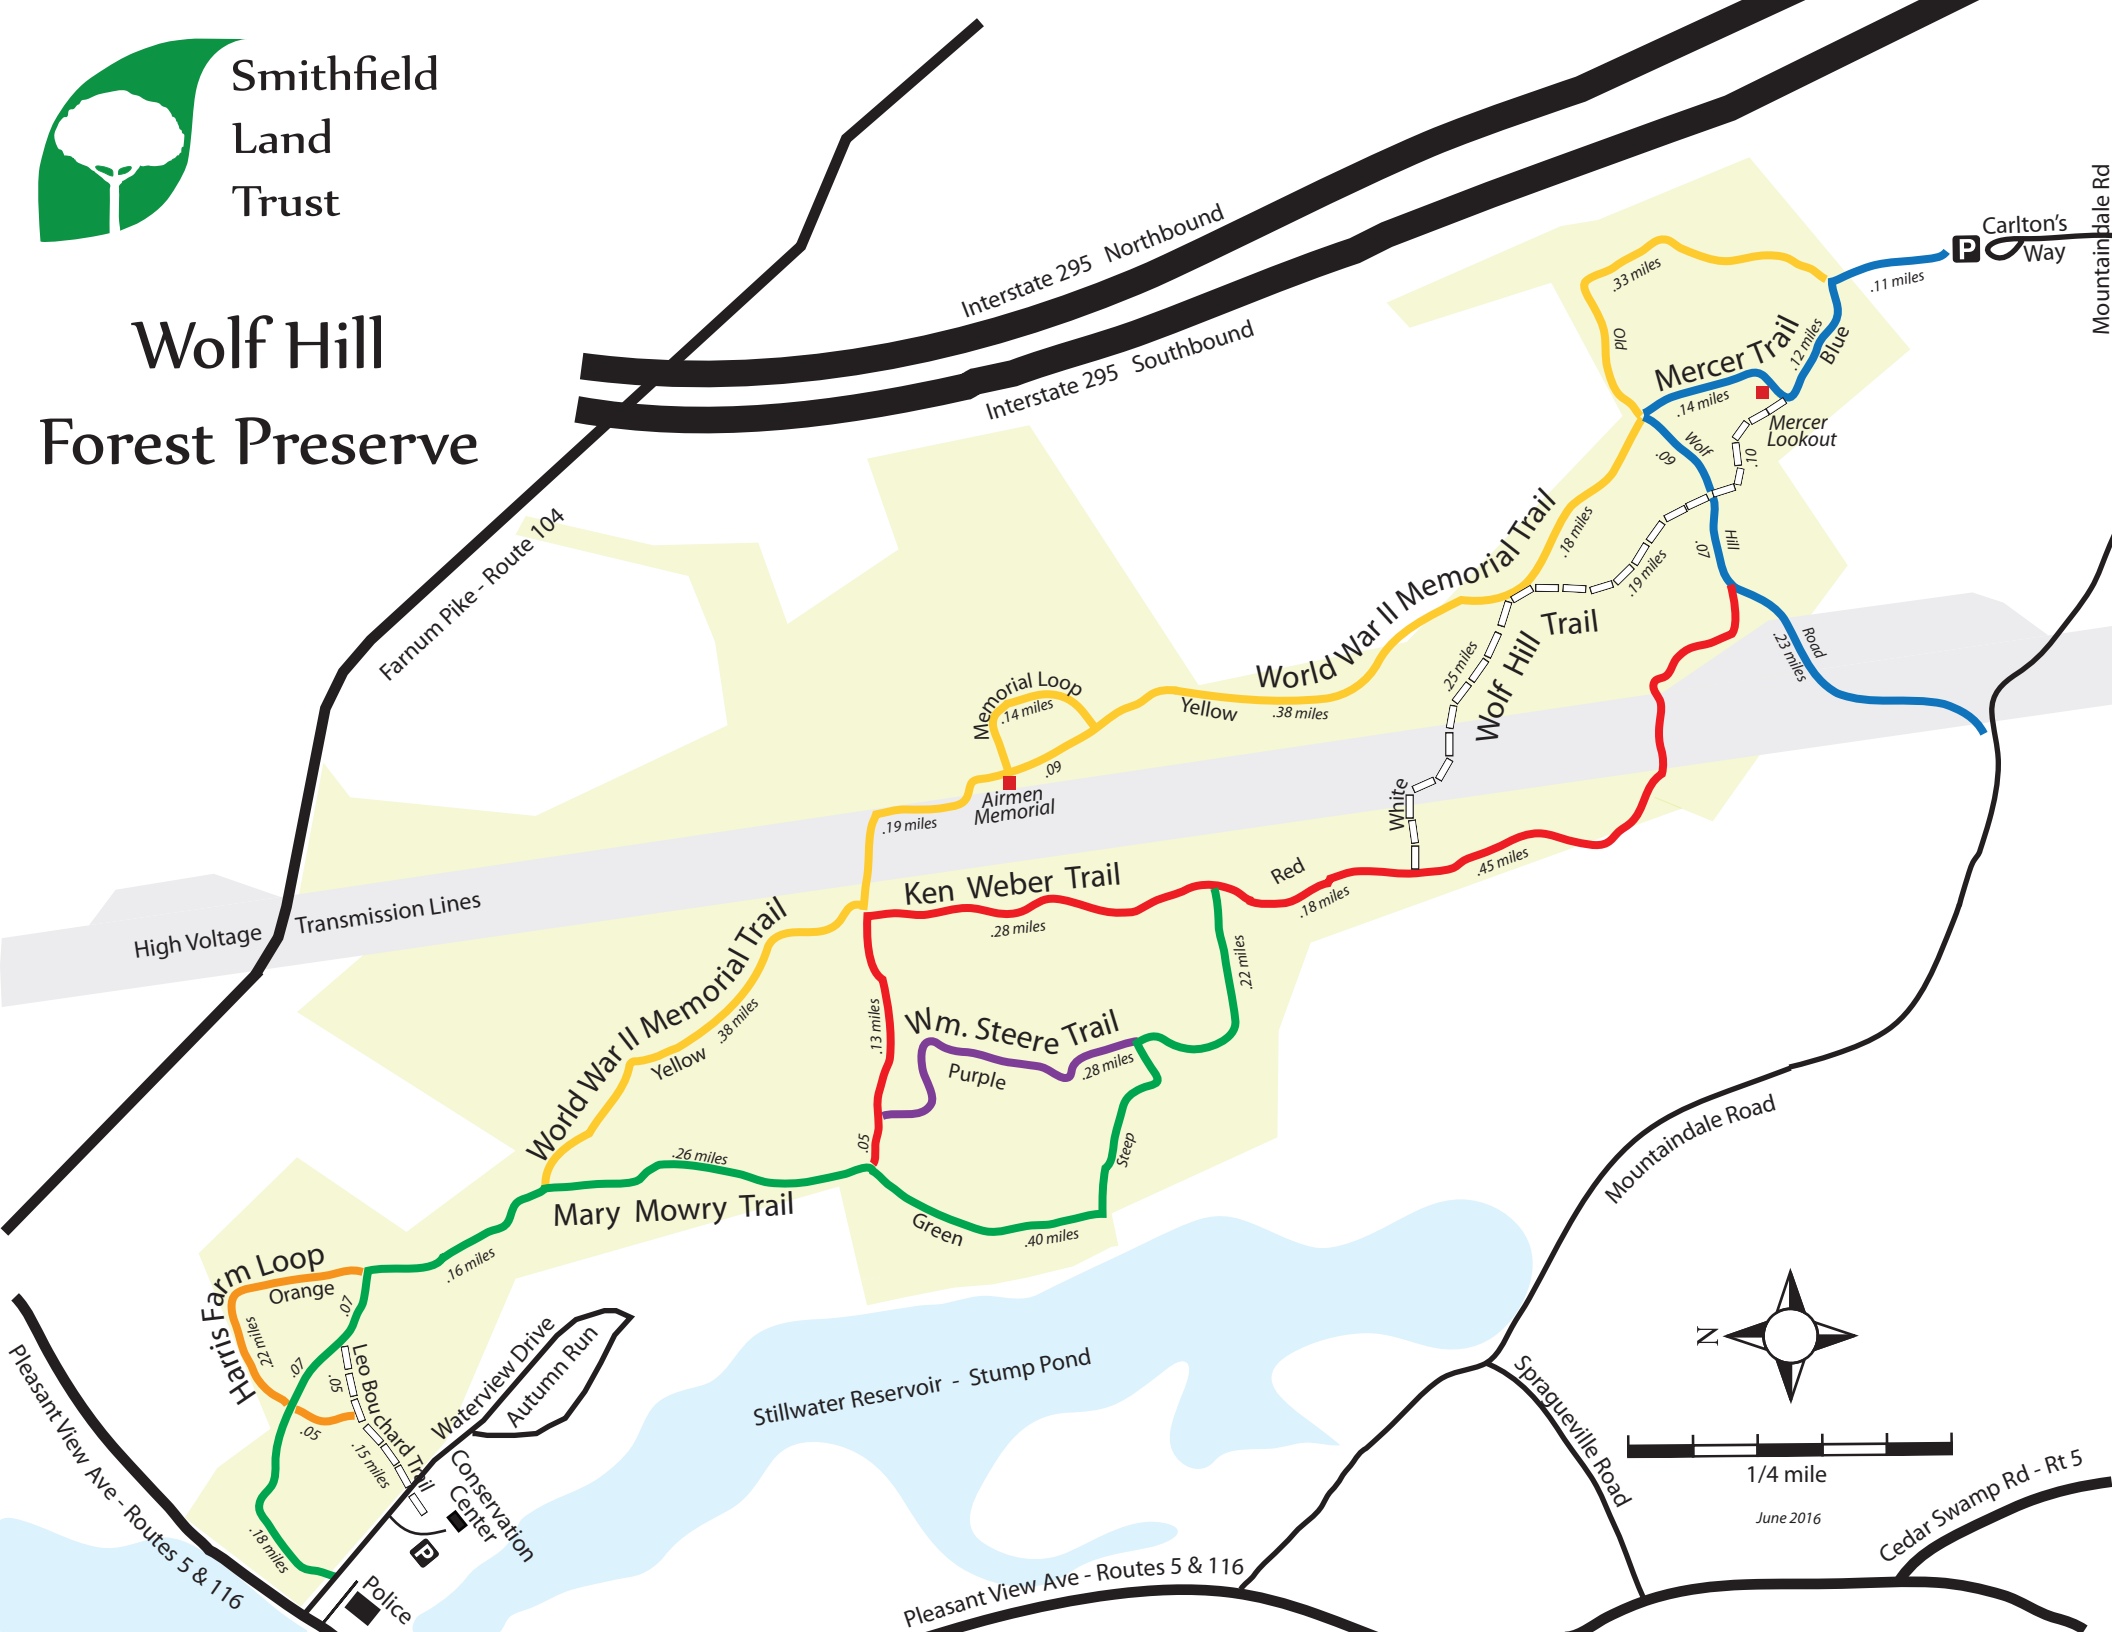 Smithfield
Land
Trust
Wolf Hill
Forest Preserve
Interstate 295 Northbound
Interstate 295 Southbound
Farnum Pike - Route 104
Carlton's
Way
P
Mountaindale Rd
.11 miles
.33 miles
Old
Mercer Trail
.12 miles
Blue
.14 miles
Mercer
Lookout
Wolf
.09
.10
Hill
.07
.18 miles
.19 miles
World War II Memorial Trail
Wolf Hill Trail
.25 miles
Road
.23 miles
Memorial Loop
.14 miles
Yellow
.38 miles
.09
Airmen
Memorial
.19 miles
White
High Voltage Transmission Lines
Ken Weber Trail
.28 miles
Red
.18 miles
.45 miles
World War II Memorial Trail
Yellow
.38 miles
.13 miles
.22 miles
Wm. Steere Trail
Purple
.28 miles
.05
Steep
.26 miles
Mary Mowry Trail
Green
.40 miles
.16 miles
Harris Farm Loop
Orange
.22 miles
.07
.07
.05
.05
Leo Bouchard Trail
.15 miles
.18 miles
Waterview Drive
Autumn Run
Conservation
Center
P
Police
Pleasant View Ave - Routes 5 & 116
Stillwater Reservoir - Stump Pond
Mountaindale Road
Spragueville Road
Pleasant View Ave - Routes 5 & 116
N
1/4 mile
June 2016
Cedar Swamp Rd - Rt 5